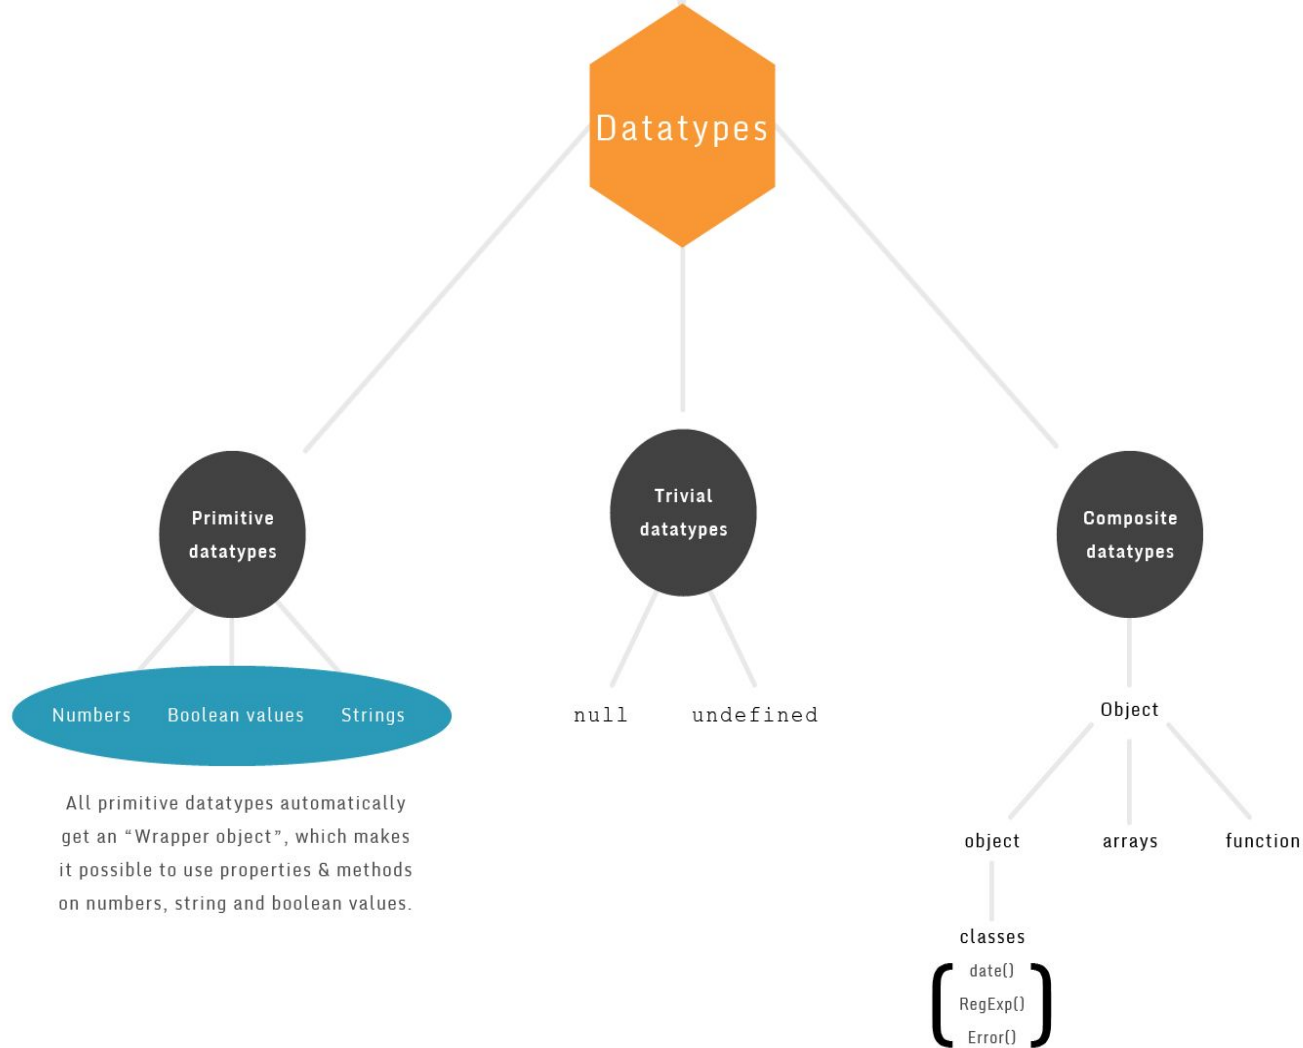 Datatypes
Primitive
datatypes
Trivial
datatypes
Composite
datatypes
Numbers
Boolean values
Strings
All primitive datatypes automatically
get an “Wrapper object”, which makes
it possible to use properties & methods
on numbers, string and boolean values.
null
undefined
Object
object
arrays
function
classes
date()
RegExp()
Error()